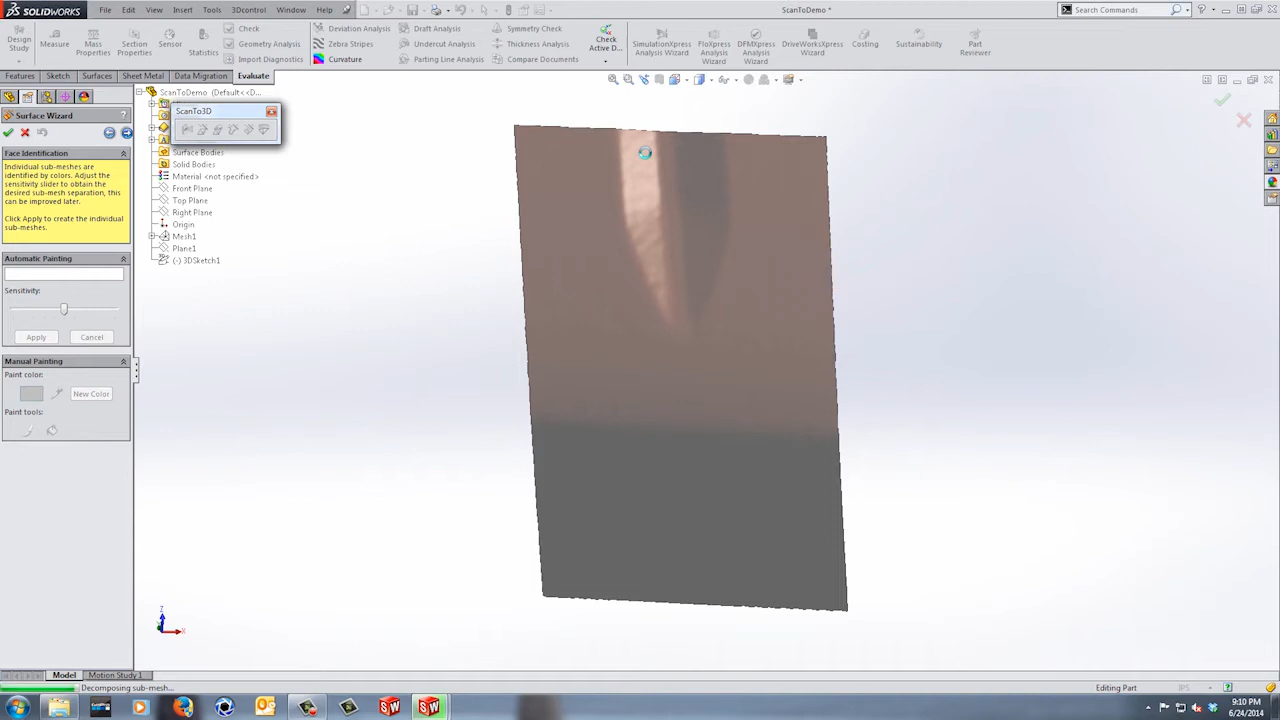 SOLIDWORKS File Edit View Insert Tools 3Dcontrol Window Help ScanToDemo * Search Commands
Design Study Measure Mass Properties Section Properties Sensor Statistics
Check
Geometry Analysis
Import Diagnostics
Deviation Analysis
Zebra Stripes
Curvature
Draft Analysis
Undercut Analysis
Parting Line Analysis
Symmetry Check
Thickness Analysis
Compare Documents
Check Active D...
SimulationXpress Analysis Wizard
FloXpress Analysis Wizard
DFMXpress Analysis Wizard
DriveWorksXpress Wizard
Costing
Sustainability
Part Reviewer
Features Sketch Surfaces Sheet Metal Data Migration Evaluate
ScanToDemo (Default<<D...
ScanTo3D
Surface Wizard ?
Face Identification
Individual sub-meshes are
identified by colors. Adjust the
sensitivity slider to obtain the
desired sub-mesh separation, this
can be improved later.
Click Apply to create the individual
sub-meshes.
Automatic Painting
Sensitivity:
Apply Cancel
Manual Painting
Paint color:
New Color
Paint tools:
Surface Bodies
Solid Bodies
Material <not specified>
Front Plane
Top Plane
Right Plane
Origin
Mesh1
Plane1
(-) 3DSketch1
Z
X
Model Motion Study 1
Decomposing sub-mesh... Editing Part IPS
9:10 PM
6/24/2014